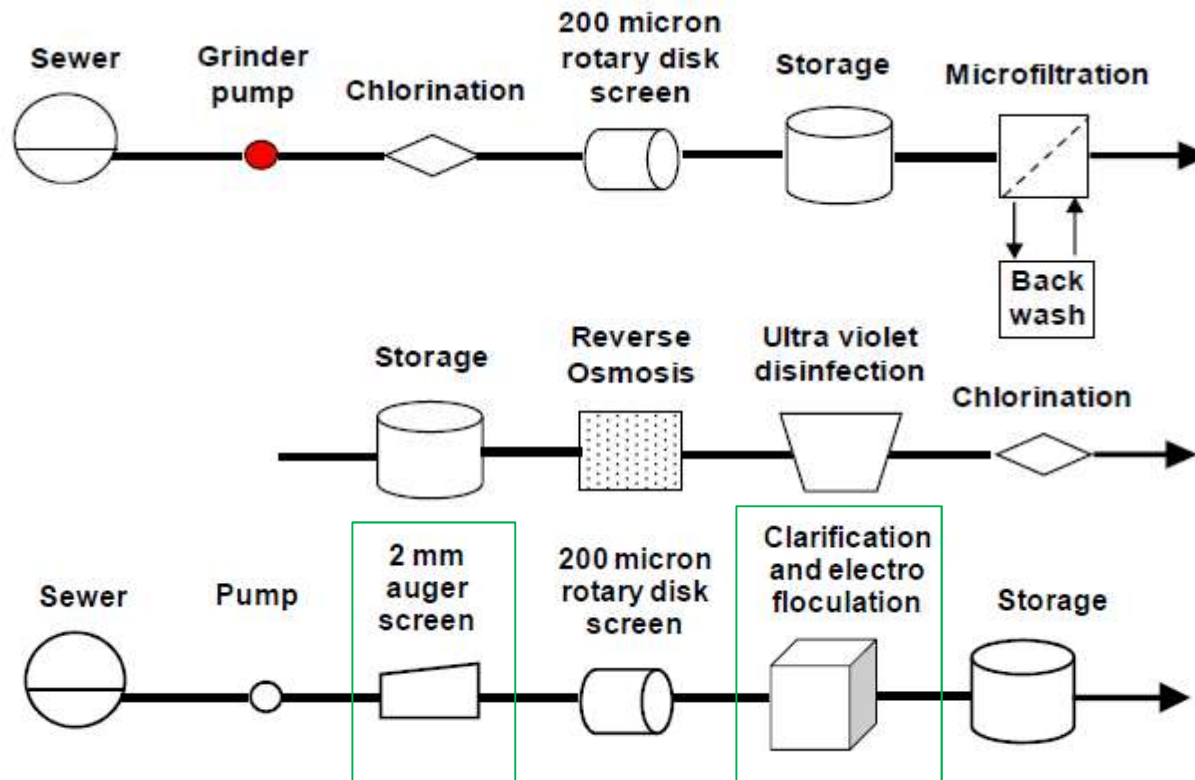 Sewer
Grinder
pump
Chlorination
200 micron
rotary disk
screen
Storage
Microfiltration
Back
wash
Storage
Reverse
Osmosis
Ultra violet
disinfection
Chlorination
Sewer
Pump
2 mm
auger
screen
200 micron
rotary disk
screen
Clarification
and electro
floculation
Storage